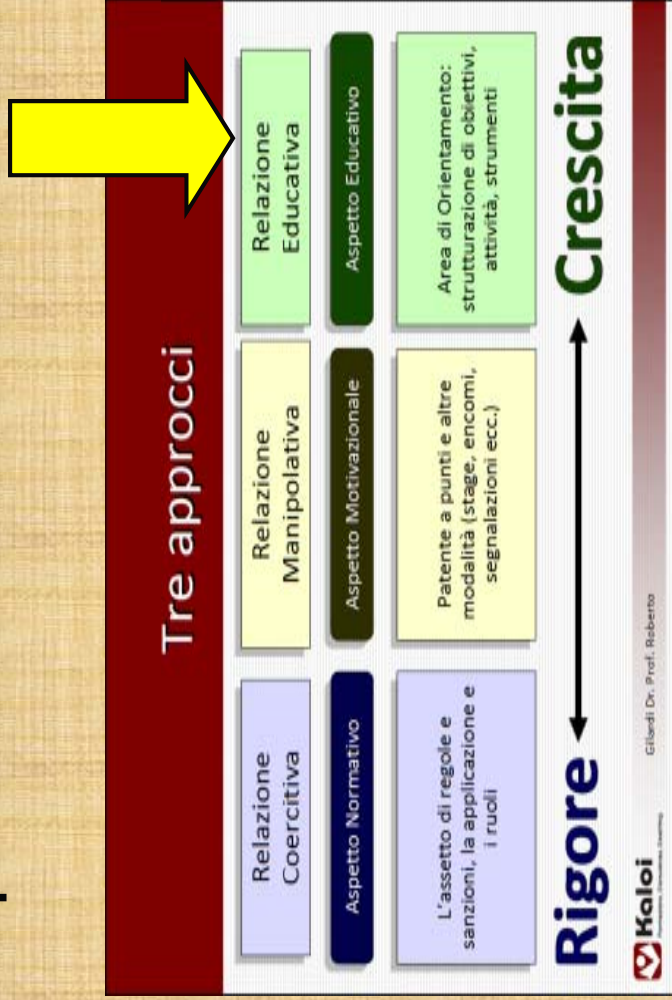 Tre approcci
Relazione
Coercitiva
Aspetto Normativo
L'assetto di regole e
sanzioni, la applicazione e
i ruoli
Relazione
Manipolativa
Aspetto Motivazionale
Patente a punti e altre
modalità (stage, encomi,
segnalazioni ecc.)
Relazione
Educativa
Aspetto Educativo
Area di Orientamento:
strutturazione di obiettivi,
attività, strumenti
Rigore
Crescita
Kaloi
Gilardi Dr. Prof. Roberto